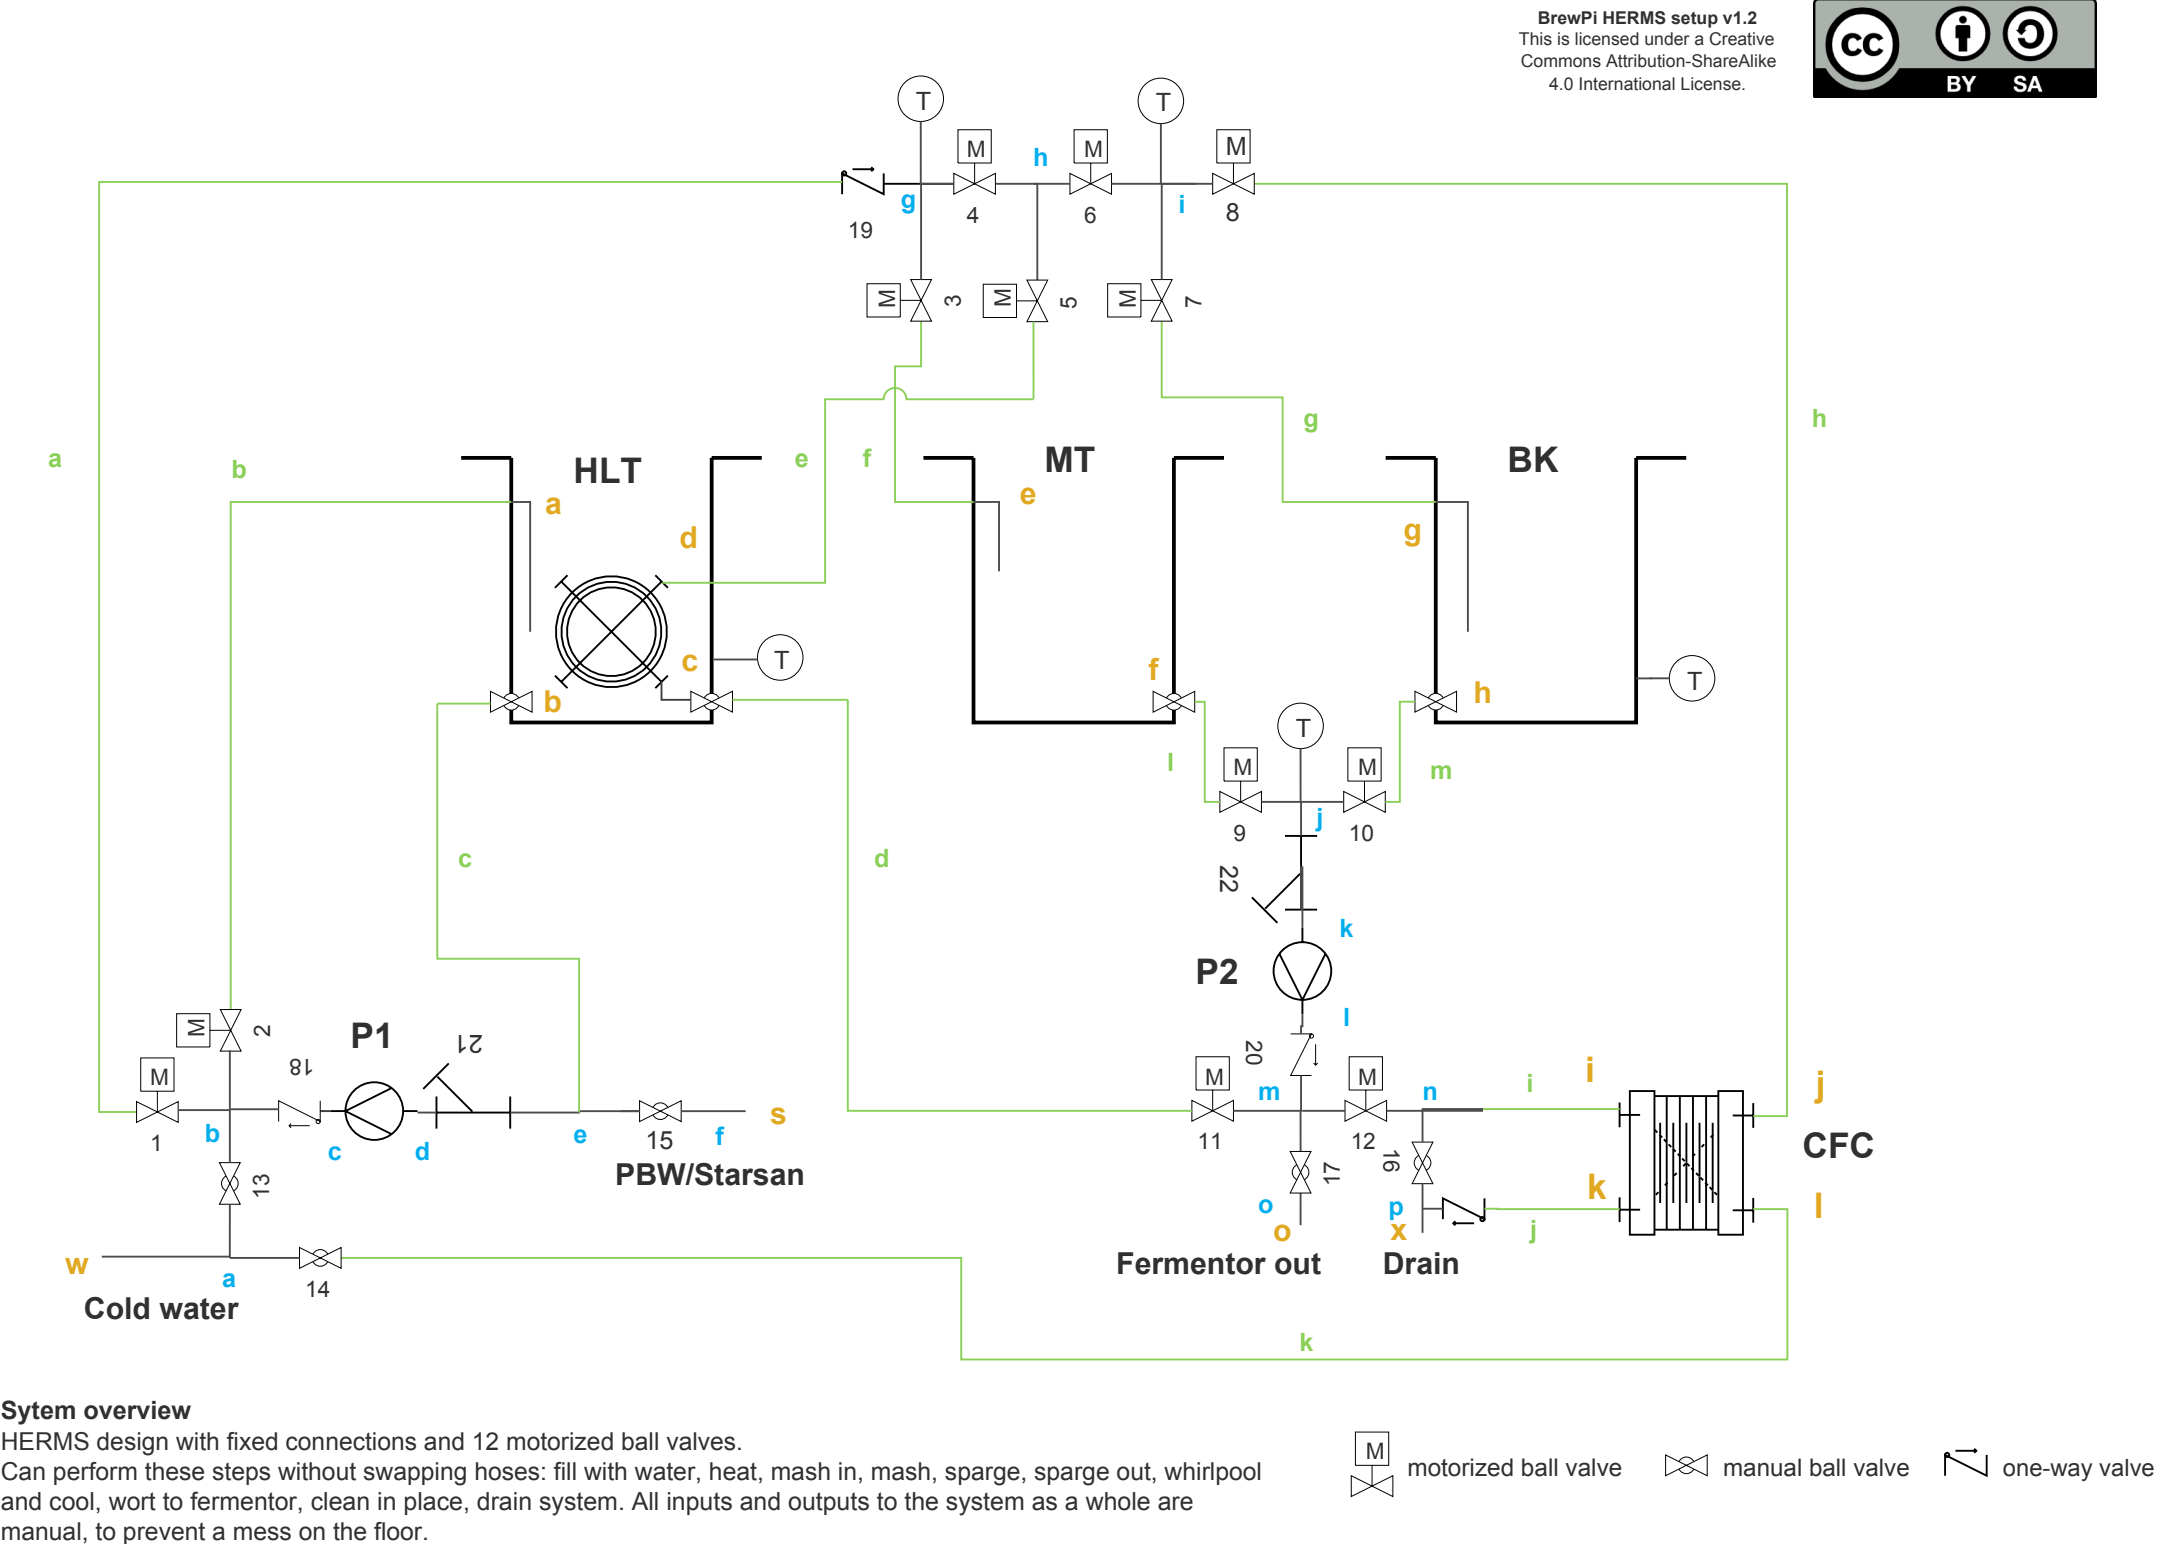 BrewPi HERMS setup v1.2
This is licensed under a Creative
Commons Attribution-ShareAlike
4.0 International License.
cc
BY SA
T T
M M M
h
g 4 6 i 8
19
M 3 M 5 M 7
a b e f g h
HLT MT BK
a d e g
c T f T
b h
T
l M M m
9 j 10
c d
22
k
P2
l
M 2 P1 21
18 20
M M M
m n i i j
1 b c d e 15 f s 11 12 CFC
PBW/Starsan
13 17 16 k l
o p j
w o x
a 14 Fermentor out Drain
Cold water
k
Sytem overview
HERMS design with fixed connections and 12 motorized ball valves.
Can perform these steps without swapping hoses: fill with water, heat, mash in, mash, sparge, sparge out, whirlpool
and cool, wort to fermentor, clean in place, drain system. All inputs and outputs to the system as a whole are
manual, to prevent a mess on the floor.
M motorized ball valve manual ball valve one-way valve